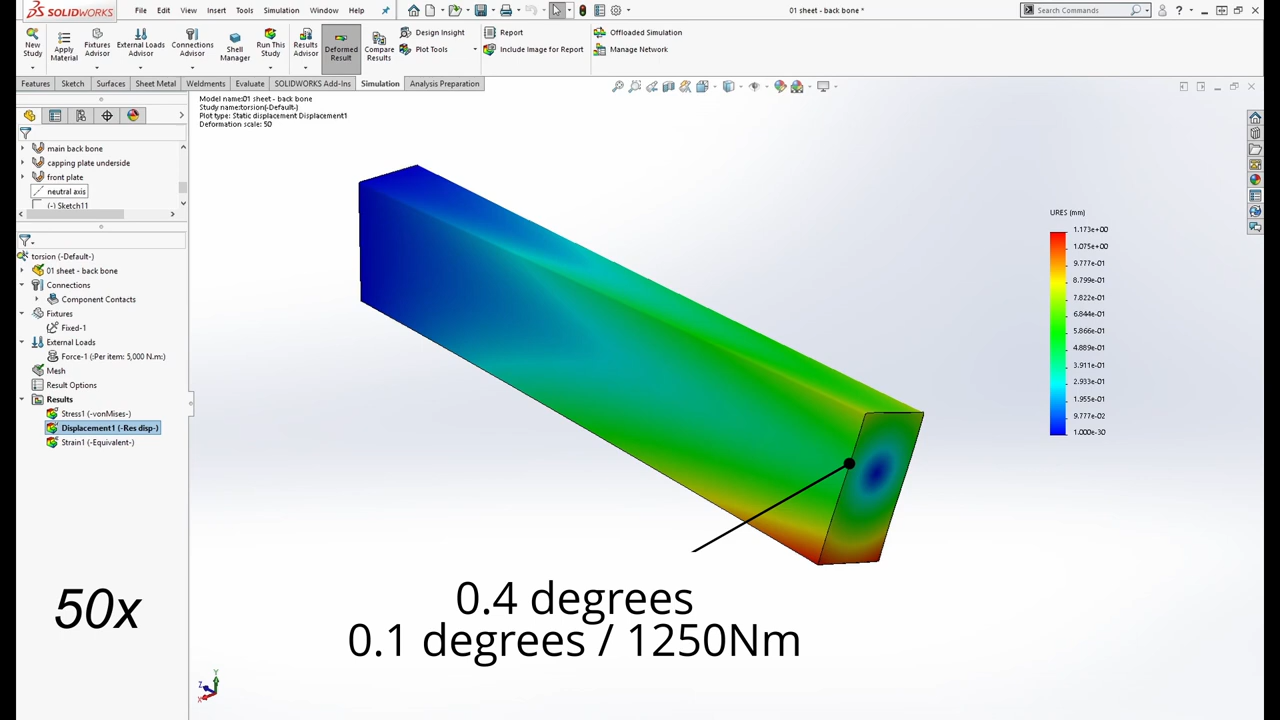 SOLIDWORKS
File Edit View Insert Tools Simulation Window Help
01 sheet - back bone *
Search Commands
New Study
Apply Material
Fixtures Advisor
External Loads Advisor
Connections Advisor
Shell Manager
Run This Study
Results Advisor
Deformed Result
Compare Results
Design Insight
Plot Tools
Report
Include Image for Report
Offloaded Simulation
Manage Network
Features Sketch Surfaces Sheet Metal Weldments Evaluate SOLIDWORKS Add-Ins Simulation Analysis Preparation
Model name:01 sheet - back bone
Study name:torsion(-Default-)
Plot type: Static displacement Displacement1
Deformation scale: 50
main back bone
capping plate underside
front plate
neutral axis
(-) Sketch11
torsion (-Default-)
01 sheet - back bone
Connections
Component Contacts
Fixtures
Fixed-1
External Loads
Force-1 (:Per item: 5,000 N.m:)
Mesh
Result Options
Results
Stress1 (-vonMises-)
Displacement1 (-Res disp-)
Strain1 (-Equivalent-)
URES (mm)
1.173e+00
1.075e+00
9.777e-01
8.799e-01
7.822e-01
6.844e-01
5.866e-01
4.889e-01
3.911e-01
2.933e-01
1.955e-01
9.777e-02
1.000e-30
50x
0.4 degrees
0.1 degrees / 1250Nm
Y
Z
X